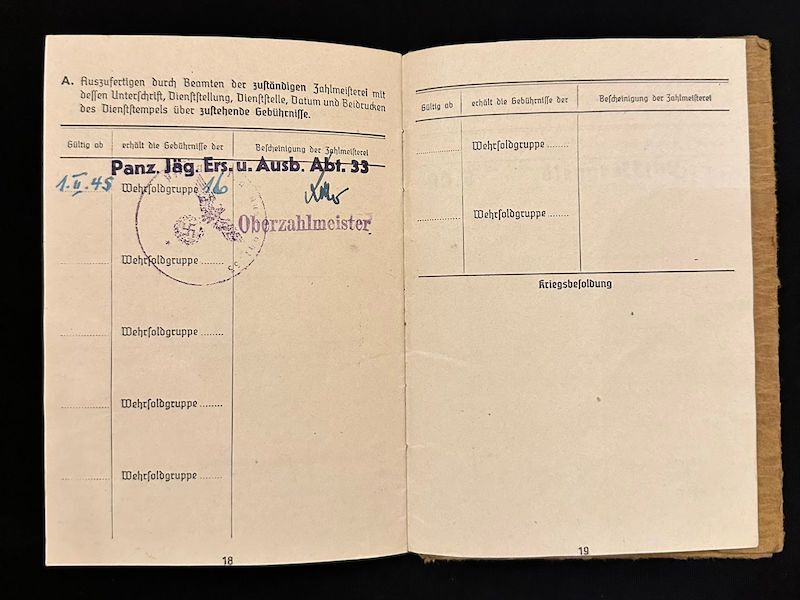 A. Auszufertigen durch Beamten der zuständigen Zahlmeisterei mit
dessen Unterschrift, Dienststellung, Dienststelle, Datum und Beidrucken
des Dienststempels über zustehende Gebührnisse.
Gültig ab
erhält die Gebührnisse der
Bescheinigung der Zahlmeisterei
Panz. Jäg. Ers. u. Ausb. Abt. 33
1.II.45
Wehrsoldgruppe 16
Oberzahlmeister
Wehrsoldgruppe ......
Wehrsoldgruppe ........
Wehrsoldgruppe ........
Wehrsoldgruppe ........
18
Gültig ab
erhält die Gebührnisse der
Bescheinigung der Zahlmeisterei
Wehrsoldgruppe ......
Wehrsoldgruppe ......
Kriegsbesoldung
19